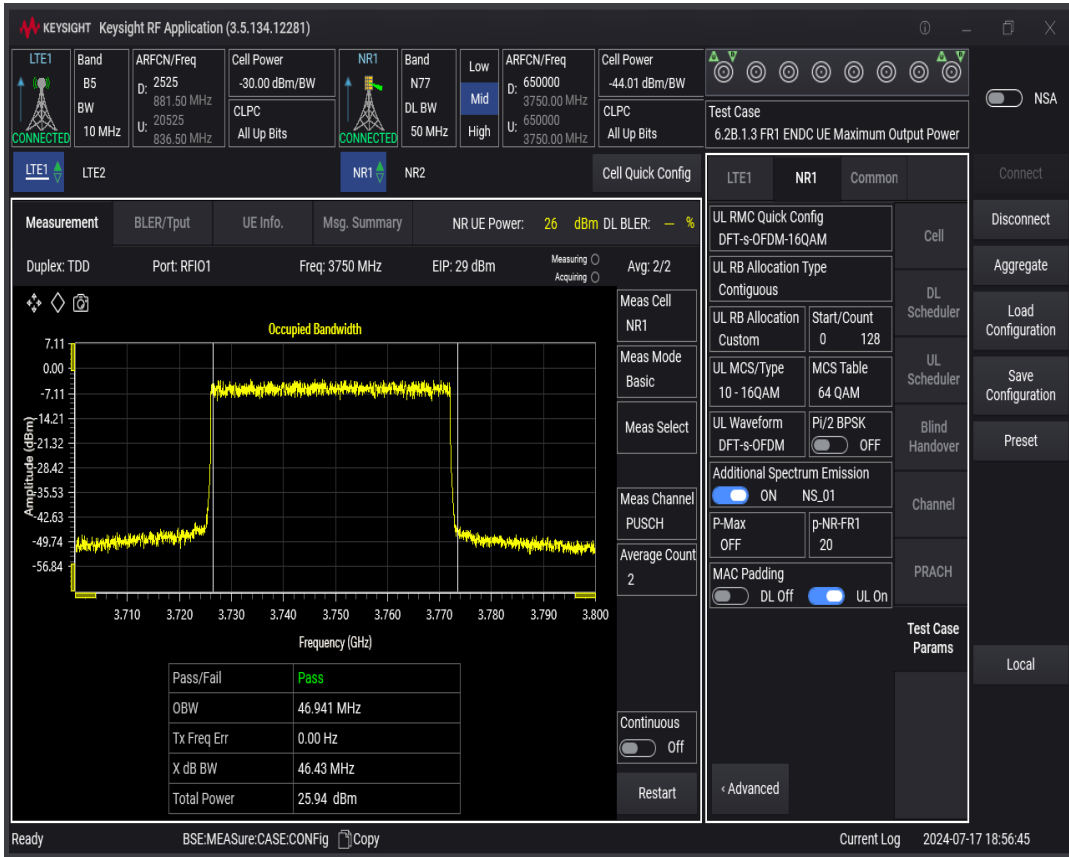 KEYSIGHT Keysight RF Application (3.5.134.12281)
LTE1
CONNECTED
Band
B5
BW
10 MHz
ARFCN/Freq
D: 2525
881.50 MHz
U: 20525
836.50 MHz
Cell Power
-30.00 dBm/BW
CLPC
All Up Bits
NR1
CONNECTED
Band
N77
DL BW
50 MHz
Low
Mid
High
ARFCN/Freq
D: 650000
3750.00 MHz
U: 650000
3750.00 MHz
Cell Power
-44.01 dBm/BW
CLPC
All Up Bits
Test Case
6.2B.1.3 FR1 ENDC UE Maximum Output Power
NSA
LTE1 LTE2 NR1 NR2 Cell Quick Config
Measurement BLER/Tput UE Info. Msg. Summary NR UE Power: 26 dBm DL BLER: --- %
Duplex: TDD Port: RFIO1 Freq: 3750 MHz EIP: 29 dBm Measuring Acquiring Avg: 2/2
Occupied Bandwidth
7.11
0.00
-7.11
-14.21
-21.32
-28.42
-35.53
-42.63
-49.74
-56.84
Amplitude (dBm)
3.710 3.720 3.730 3.740 3.750 3.760 3.770 3.780 3.790 3.800
Frequency (GHz)
Pass/Fail Pass
OBW 46.941 MHz
Tx Freq Err 0.00 Hz
X dB BW 46.43 MHz
Total Power 25.94 dBm
Meas Cell
NR1
Meas Mode
Basic
Meas Select
Meas Channel
PUSCH
Average Count
2
Continuous
Off
Restart
LTE1 NR1 Common
UL RMC Quick Config
DFT-s-OFDM-16QAM
UL RB Allocation Type
Contiguous
UL RB Allocation Start/Count
Custom 0 128
UL MCS/Type MCS Table
10 - 16QAM 64 QAM
UL Waveform Pi/2 BPSK
DFT-s-OFDM OFF
Additional Spectrum Emission
ON NS_01
P-Max p-NR-FR1
OFF 20
MAC Padding
DL Off UL On
‹ Advanced
Cell
DL
Scheduler
UL
Scheduler
Blind
Handover
Channel
PRACH
Test Case
Params
Connect
Disconnect
Aggregate
Load
Configuration
Save
Configuration
Preset
Local
Ready BSE:MEASure:CASE:CONFig Copy Current Log 2024-07-17 18:56:45